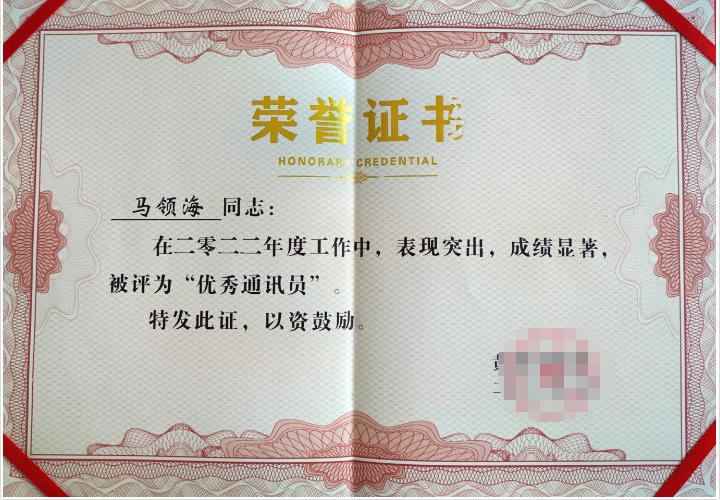 荣誉证书
HONORARY CREDENTIAL
马领海 同志：
在二零二二年度工作中，表现突出，成绩显著，
被评为“优秀通讯员”。
特发此证，以资鼓励。